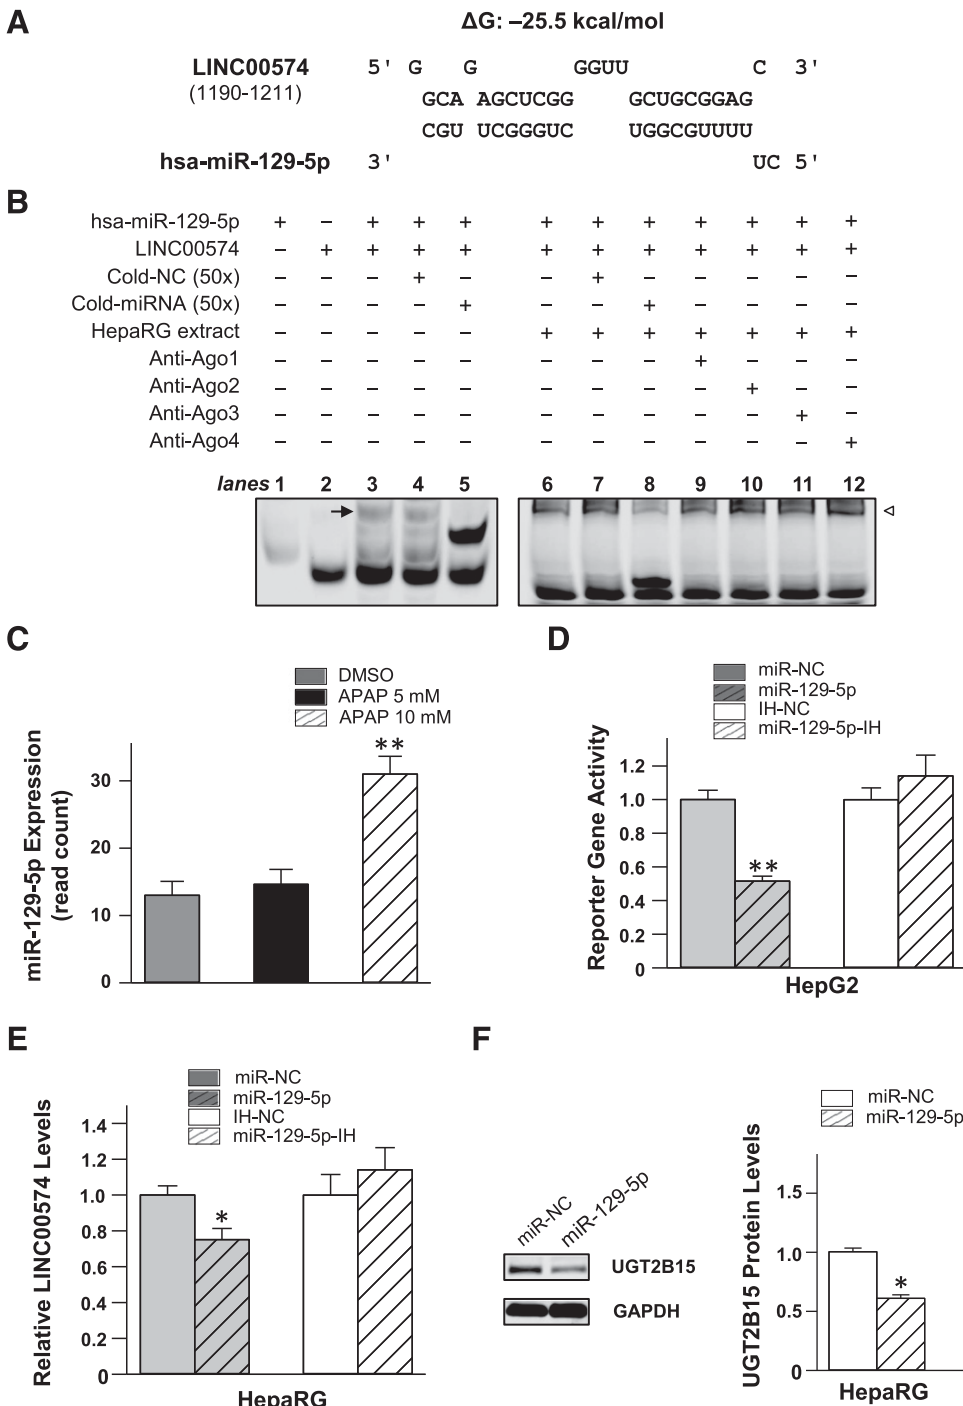 A
ΔG: –25.5 kcal/mol
LINC00574 5' G G GGUU C 3'
(1190-1211) GCA AGCUCGG GCUGCGGAG
CGU UCGGGUC UGGCGUUUU
hsa-miR-129-5p 3' UC 5'
B
hsa-miR-129-5p + – + + + + + + + + + +
LINC00574 – + + + + + + + + + + +
Cold-NC (50x) – – – + – – + – – – – –
Cold-miRNA (50x) – – – – + – – + – – – –
HepaRG extract – – – – – + + + + + + +
Anti-Ago1 – – – – – – – – + – – –
Anti-Ago2 – – – – – – – – – + – –
Anti-Ago3 – – – – – – – – – – + –
Anti-Ago4 – – – – – – – – – – – +
lanes 1 2 3 4 5 6 7 8 9 10 11 12
C
DMSO
APAP 5 mM
APAP 10 mM
miR-129-5p Expression
(read count)
30
20
10
0
**
D
miR-NC
miR-129-5p
IH-NC
miR-129-5p-IH
Reporter Gene Activity
1.2
1.0
0.8
0.6
0.4
0.2
0
**
HepG2
E
miR-NC
miR-129-5p
IH-NC
miR-129-5p-IH
Relative LINC00574 Levels
1.4
1.2
1.0
0.8
0.6
0.4
0.2
0
*
HepaRG
F
miR-NC
miR-129-5p
UGT2B15
GAPDH
miR-NC
miR-129-5p
UGT2B15 Protein Levels
1.5
1.0
0.5
0
*
HepaRG